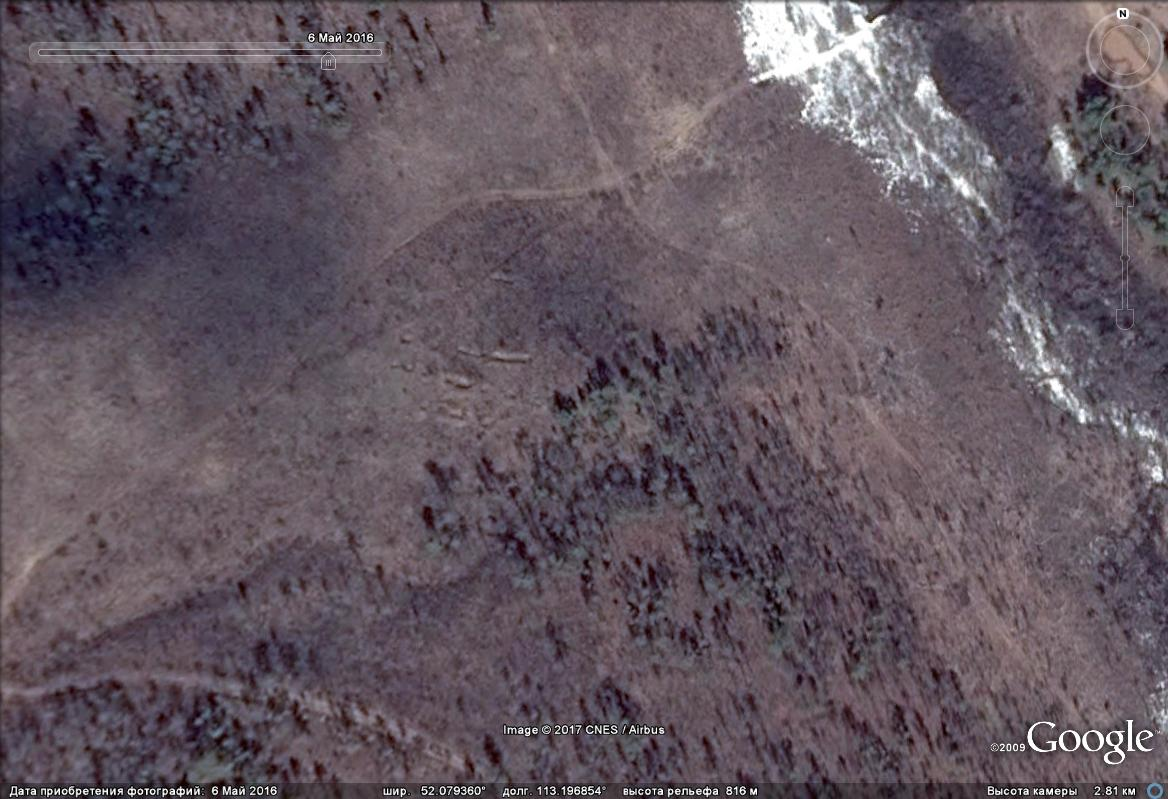 6 Май 2016
N
Image © 2017 CNES / Airbus
©2009 Google™
Дата приобретения фотографий: 6 Май 2016 шир. 52.079360° долг. 113.196854° высота рельефа 816 м Высота камеры 2.81 км